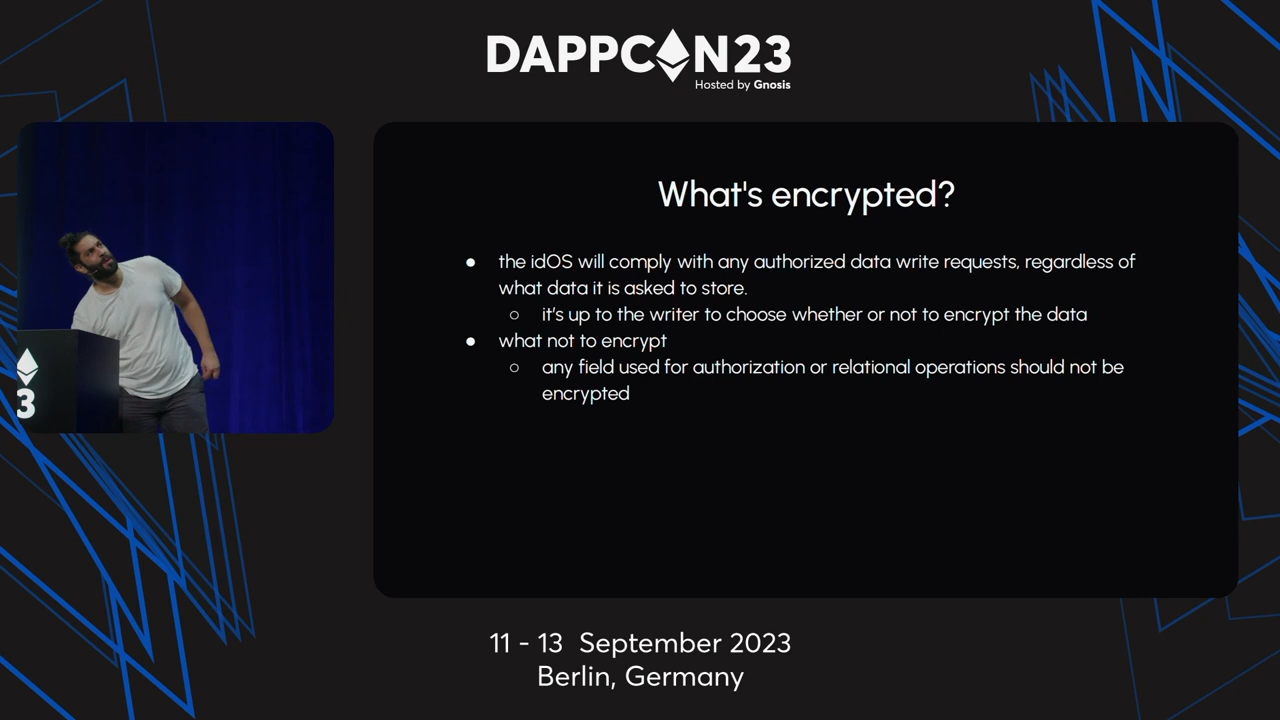 DAPPCON23
Hosted by Gnosis
3
What's encrypted?
● the idOS will comply with any authorized data write requests, regardless of
what data it is asked to store.
○ it's up to the writer to choose whether or not to encrypt the data
● what not to encrypt
○ any field used for authorization or relational operations should not be
encrypted
11 - 13 September 2023
Berlin, Germany